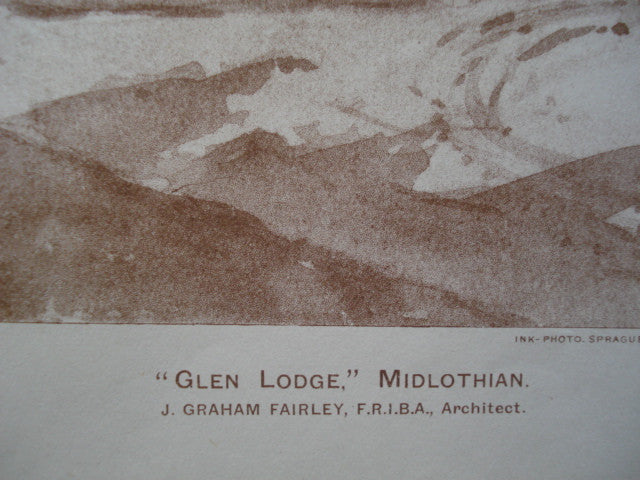 INK-PHOTO. SPRAGUE
"GLEN LODGE," MIDLOTHIAN.
J. GRAHAM FAIRLEY, F.R.I.B.A., Architect.